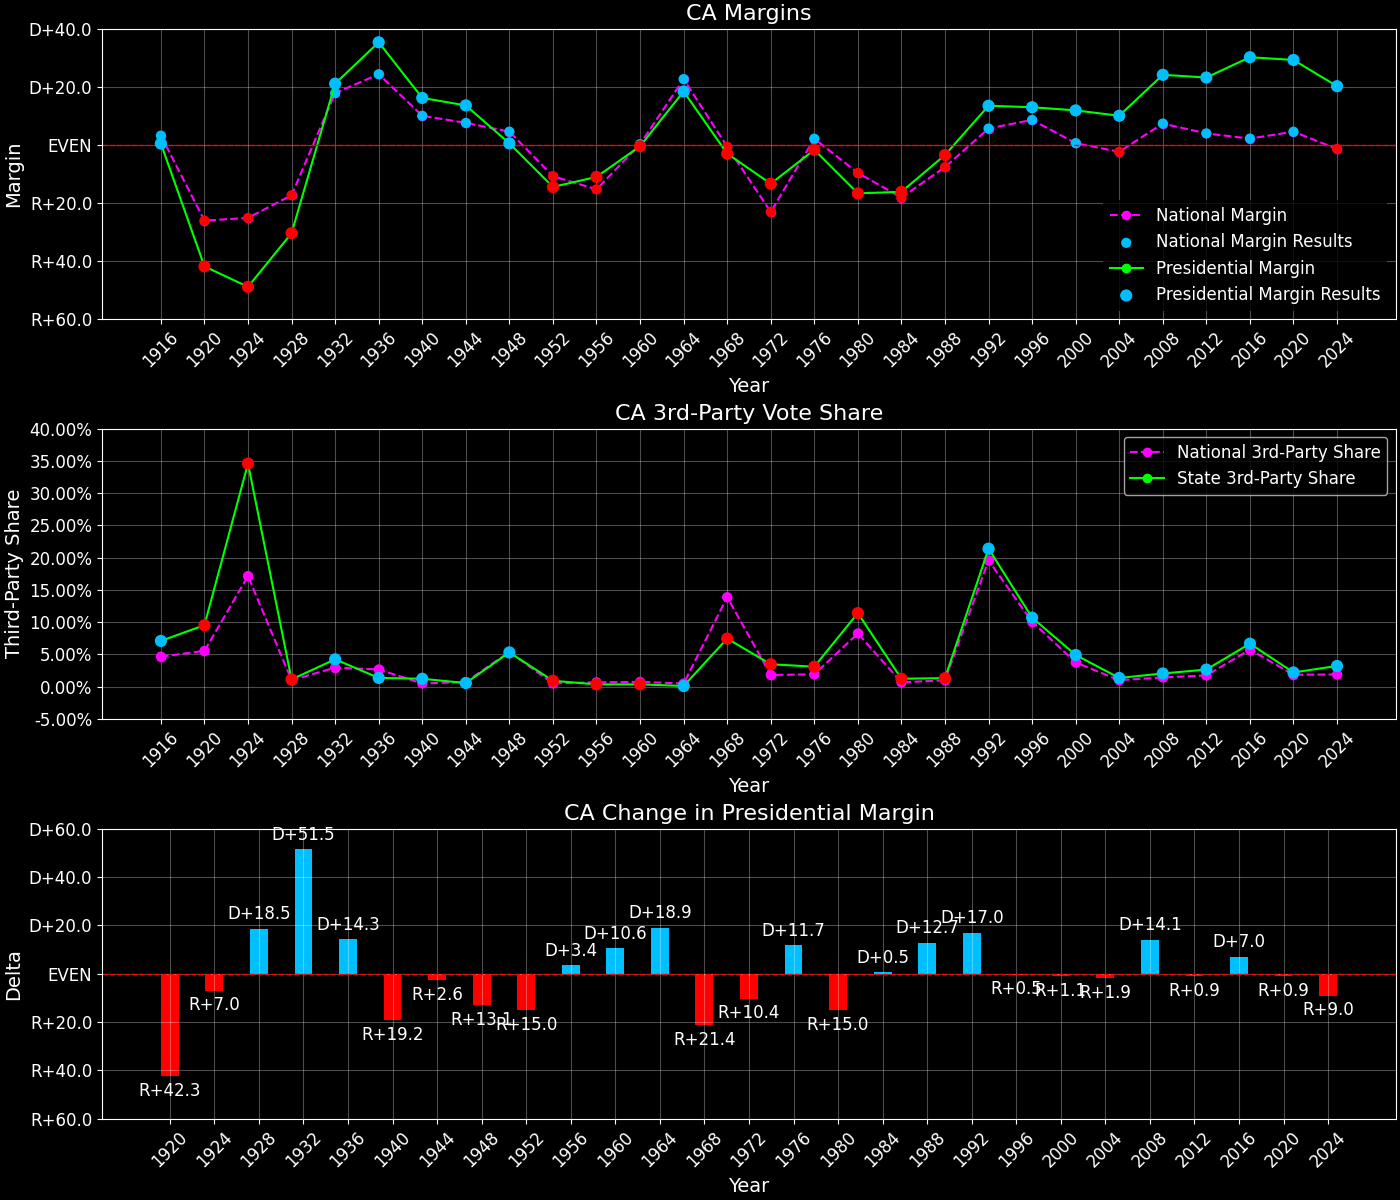 CA Margins
D+40.0
D+20.0
EVEN
R+20.0
R+40.0
R+60.0
Margin
National Margin
National Margin Results
Presidential Margin
Presidential Margin Results
1916 1920 1924 1928 1932 1936 1940 1944 1948 1952 1956 1960 1964 1968 1972 1976 1980 1984 1988 1992 1996 2000 2004 2008 2012 2016 2020 2024
Year
CA 3rd-Party Vote Share
40.00%
35.00%
30.00%
25.00%
20.00%
15.00%
10.00%
5.00%
0.00%
-5.00%
Third-Party Share
National 3rd-Party Share
State 3rd-Party Share
1916 1920 1924 1928 1932 1936 1940 1944 1948 1952 1956 1960 1964 1968 1972 1976 1980 1984 1988 1992 1996 2000 2004 2008 2012 2016 2020 2024
Year
CA Change in Presidential Margin
D+60.0
D+40.0
D+20.0
EVEN
R+20.0
R+40.0
R+60.0
Delta
R+42.3
R+7.0
D+18.5
D+51.5
D+14.3
R+19.2
R+2.6
R+13.1
R+15.0
D+3.4
D+10.6
D+18.9
R+21.4
R+10.4
D+11.7
R+15.0
D+0.5
D+12.7
D+17.0
R+0.5
R+1.1
R+1.9
D+14.1
R+0.9
D+7.0
R+0.9
R+9.0
1920 1924 1928 1932 1936 1940 1944 1948 1952 1956 1960 1964 1968 1972 1976 1980 1984 1988 1992 1996 2000 2004 2008 2012 2016 2020 2024
Year